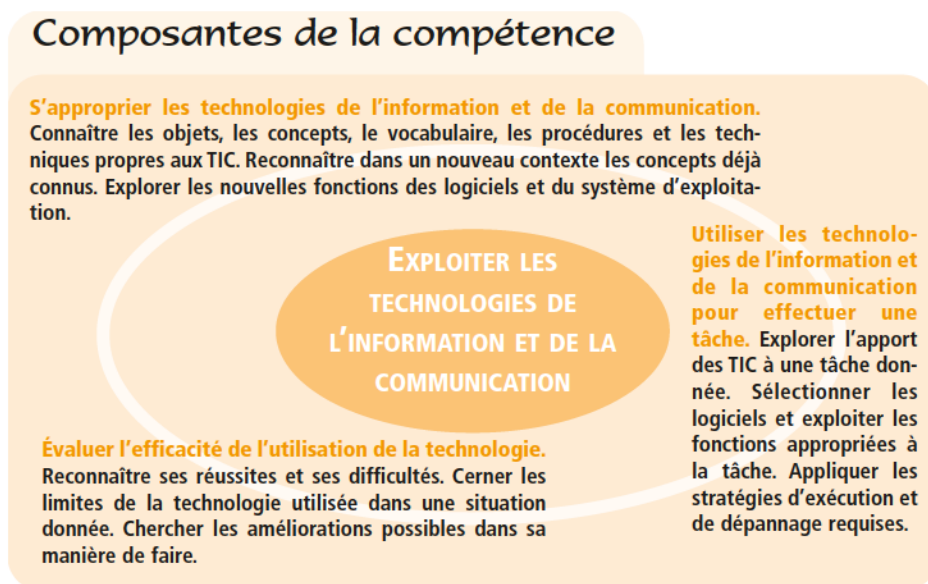 Composantes de la compétence
S'approprier les technologies de l'information et de la communication.
Connaître les objets, les concepts, le vocabulaire, les procédures et les tech-
niques propres aux TIC. Reconnaître dans un nouveau contexte les concepts déjà
connus. Explorer les nouvelles fonctions des logiciels et du système d'exploita-
tion.
EXPLOITER LES
TECHNOLOGIES DE
L'INFORMATION ET DE LA
COMMUNICATION
Utiliser les technolo-
gies de l'information et
de la communication
pour effectuer une
tâche. Explorer l'apport
des TIC à une tâche don-
née. Sélectionner les
logiciels et exploiter les
fonctions appropriées à
la tâche. Appliquer les
stratégies d'exécution et
de dépannage requises.
Évaluer l'efficacité de l'utilisation de la technologie.
Reconnaître ses réussites et ses difficultés. Cerner les
limites de la technologie utilisée dans une situation
donnée. Chercher les améliorations possibles dans sa
manière de faire.